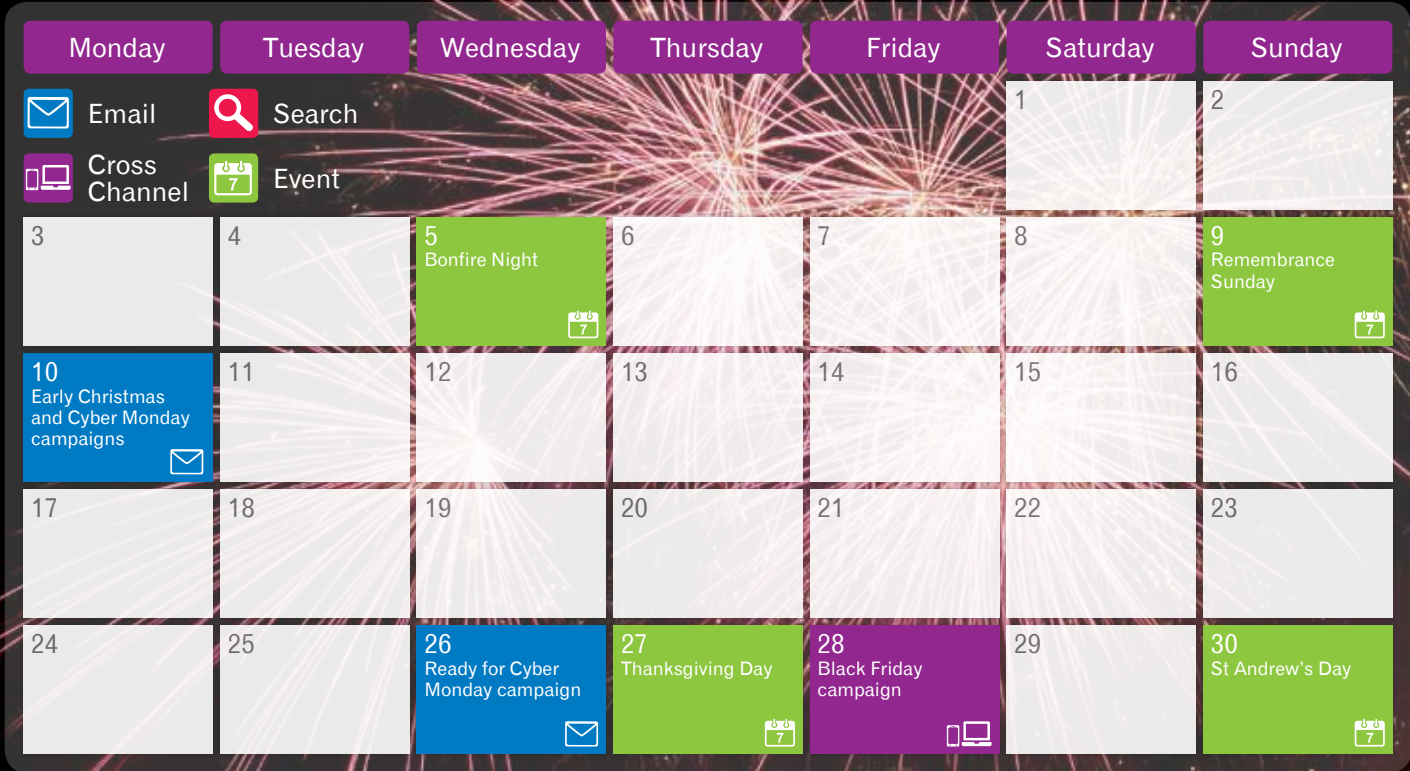 Monday
Tuesday
Wednesday
Thursday
Friday
Saturday
Sunday
Email
Search
Cross
Channel
7
Event
1
2
3
4
5
Bonfire Night
7
6
7
8
9
Remembrance
Sunday
7
10
Early Christmas
and Cyber Monday
campaigns
11
12
13
14
15
16
17
18
19
20
21
22
23
24
25
26
Ready for Cyber
Monday campaign
27
Thanksgiving Day
7
28
Black Friday
campaign
29
30
St Andrew's Day
7